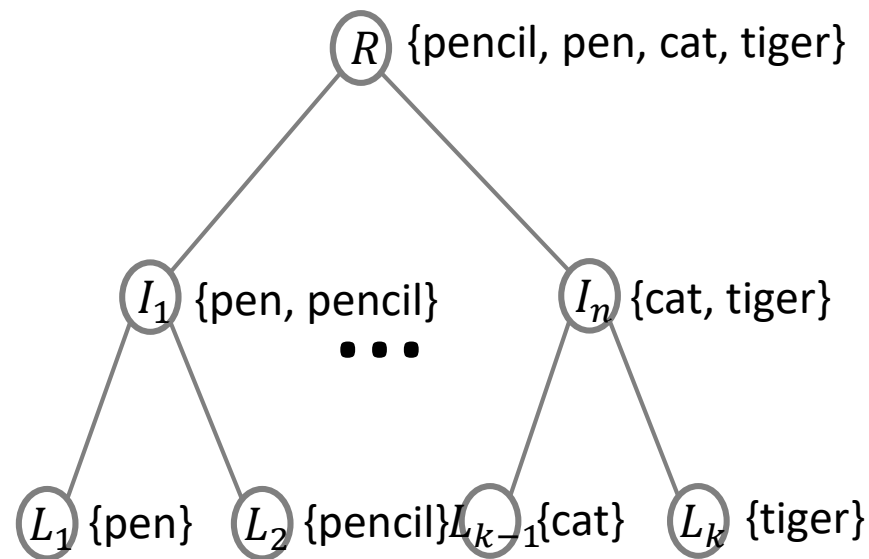 R {pencil, pen, cat, tiger}
I₁ {pen, pencil} Iₙ {cat, tiger}
...
L₁ {pen} L₂ {pencil} Lₖ₋₁ {cat} Lₖ {tiger}